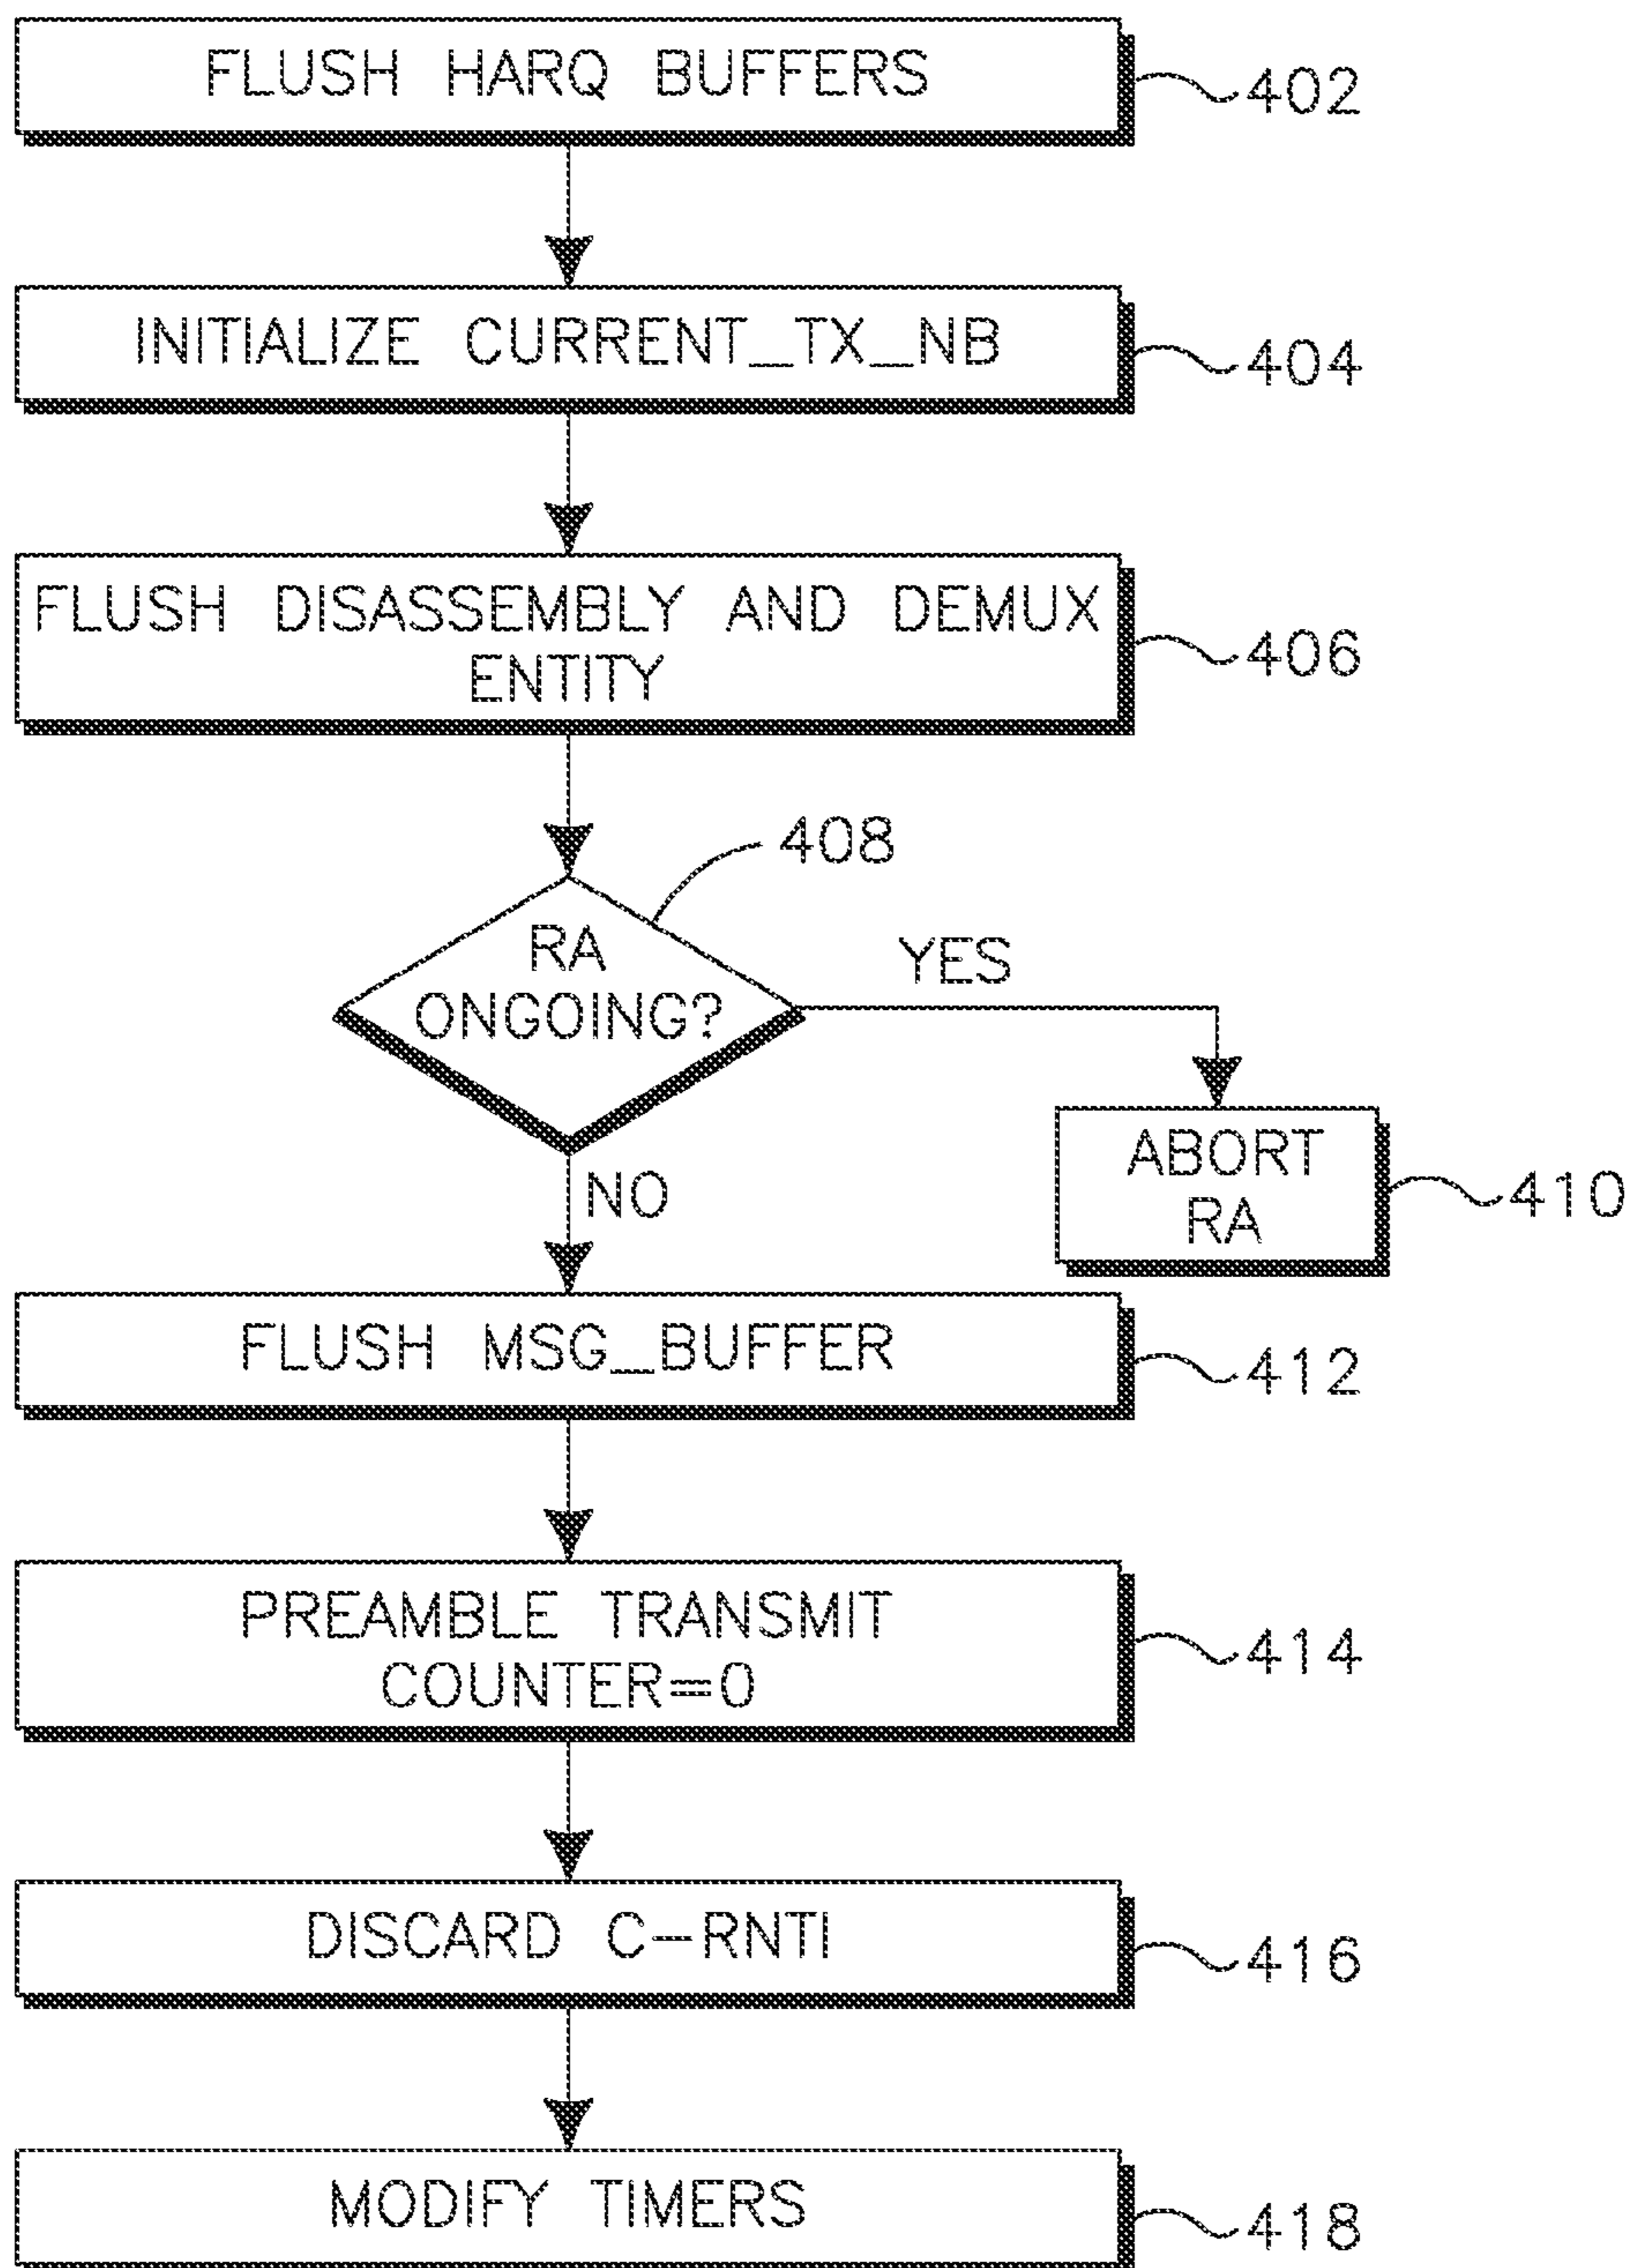 FLUSH HARQ BUFFERS
402
INITIALIZE CURRENT_TX_NB
404
FLUSH DISASSEMBLY AND DEMUX
ENTITY
406
408
RA
ONGOING?
YES
ABORT
RA
410
NO
FLUSH MSG_BUFFER
412
PREAMBLE TRANSMIT
COUNTER=0
414
DISCARD C-RNTI
416
MODIFY TIMERS
418